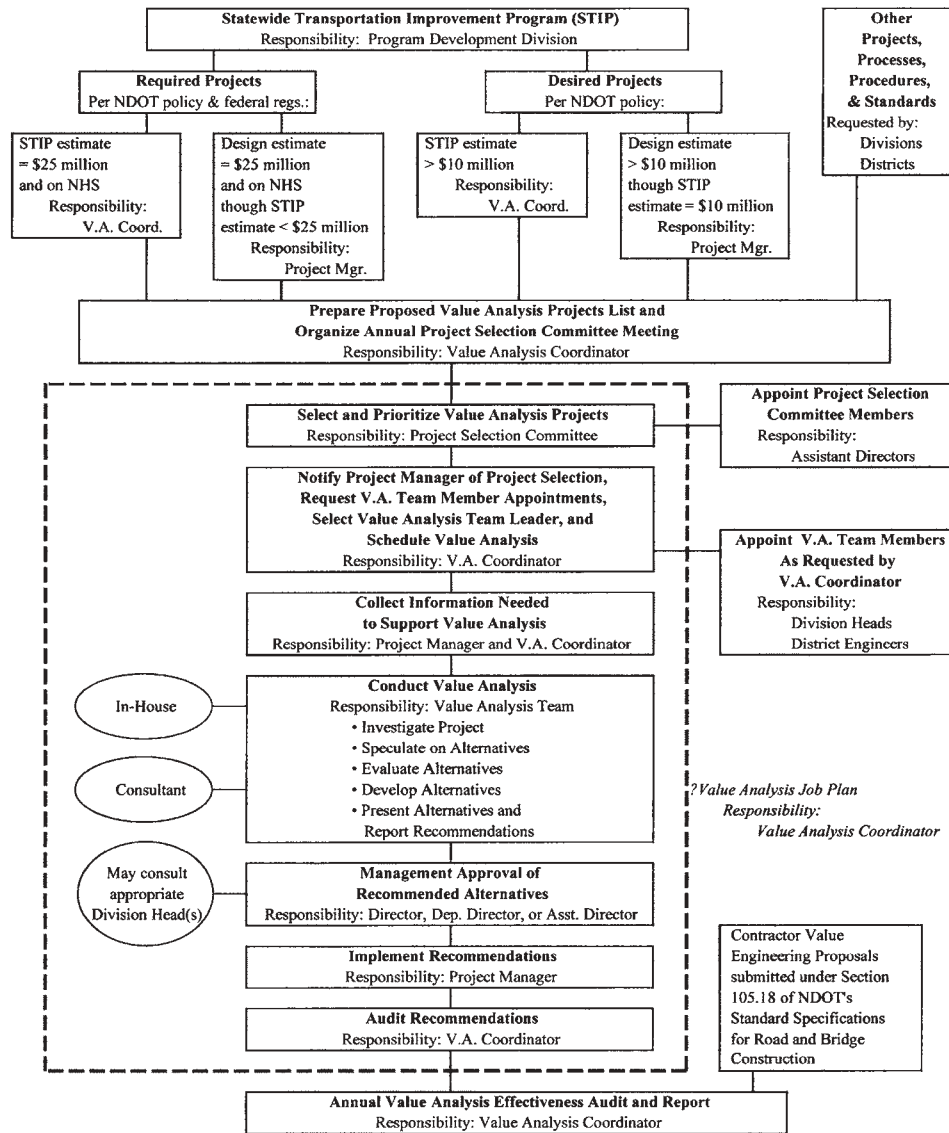 Statewide Transportation Improvement Program (STIP)
Responsibility: Program Development Division
Other
Projects,
Processes,
Procedures,
& Standards
Requested by:
Divisions
Districts
Required Projects
Per NDOT policy & federal regs.:
Desired Projects
Per NDOT policy:
STIP estimate
= $25 million
and on NHS
Responsibility:
V.A. Coord.
Design estimate
= $25 million
and on NHS
though STIP
estimate < $25 million
Responsibility:
Project Mgr.
STIP estimate
> $10 million
Responsibility:
V.A. Coord.
Design estimate
> $10 million
though STIP
estimate = $10 million
Responsibility:
Project Mgr.
Prepare Proposed Value Analysis Projects List and
Organize Annual Project Selection Committee Meeting
Responsibility: Value Analysis Coordinator
Select and Prioritize Value Analysis Projects
Responsibility: Project Selection Committee
Appoint Project Selection
Committee Members
Responsibility:
Assistant Directors
Notify Project Manager of Project Selection,
Request V.A. Team Member Appointments,
Select Value Analysis Team Leader, and
Schedule Value Analysis
Responsibility: V.A. Coordinator
Appoint V.A. Team Members
As Requested by
V.A. Coordinator
Responsibility:
Division Heads
District Engineers
Collect Information Needed
to Support Value Analysis
Responsibility: Project Manager and V.A. Coordinator
In-House
Consultant
Conduct Value Analysis
Responsibility: Value Analysis Team
• Investigate Project
• Speculate on Alternatives
• Evaluate Alternatives
• Develop Alternatives
• Present Alternatives and
Report Recommendations
?Value Analysis Job Plan
Responsibility:
Value Analysis Coordinator
May consult
appropriate
Division Head(s)
Management Approval of
Recommended Alternatives
Responsibility: Director, Dep. Director, or Asst. Director
Implement Recommendations
Responsibility: Project Manager
Audit Recommendations
Responsibility: V.A. Coordinator
Contractor Value
Engineering Proposals
submitted under Section
105.18 of NDOT's
Standard Specifications
for Road and Bridge
Construction
Annual Value Analysis Effectiveness Audit and Report
Responsibility: Value Analysis Coordinator